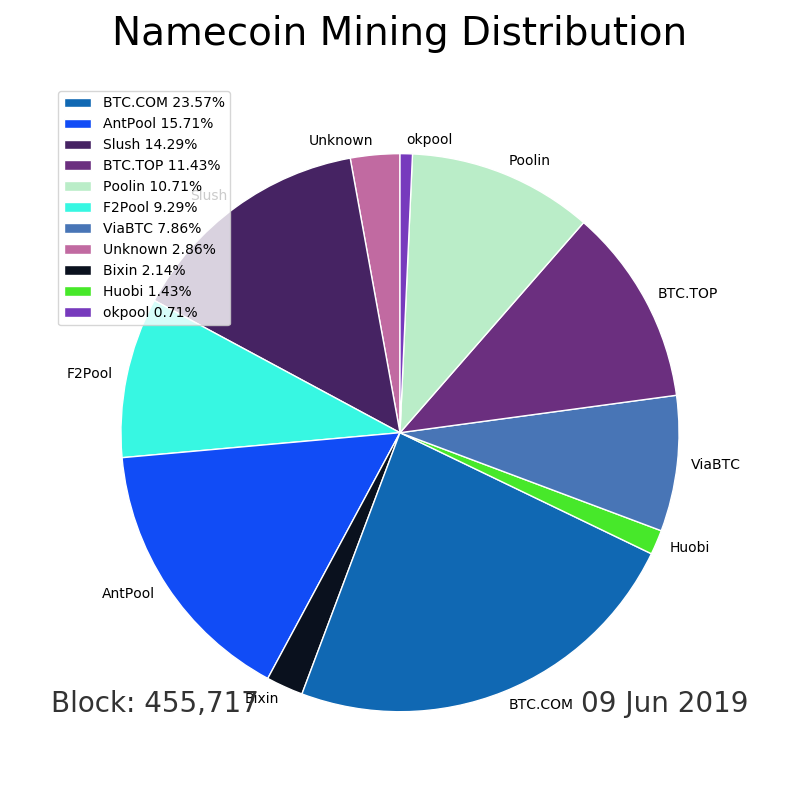 Namecoin Mining Distribution
BTC.COM 23.57%
AntPool 15.71%
Slush 14.29%
BTC.TOP 11.43%
Poolin 10.71%
F2Pool 9.29%
ViaBTC 7.86%
Unknown 2.86%
Bixin 2.14%
Huobi 1.43%
okpool 0.71%
Unknown
okpool
Poolin
Slush
BTC.TOP
F2Pool
ViaBTC
Huobi
AntPool
Bixin
BTC.COM
Block: 455,717
09 Jun 2019